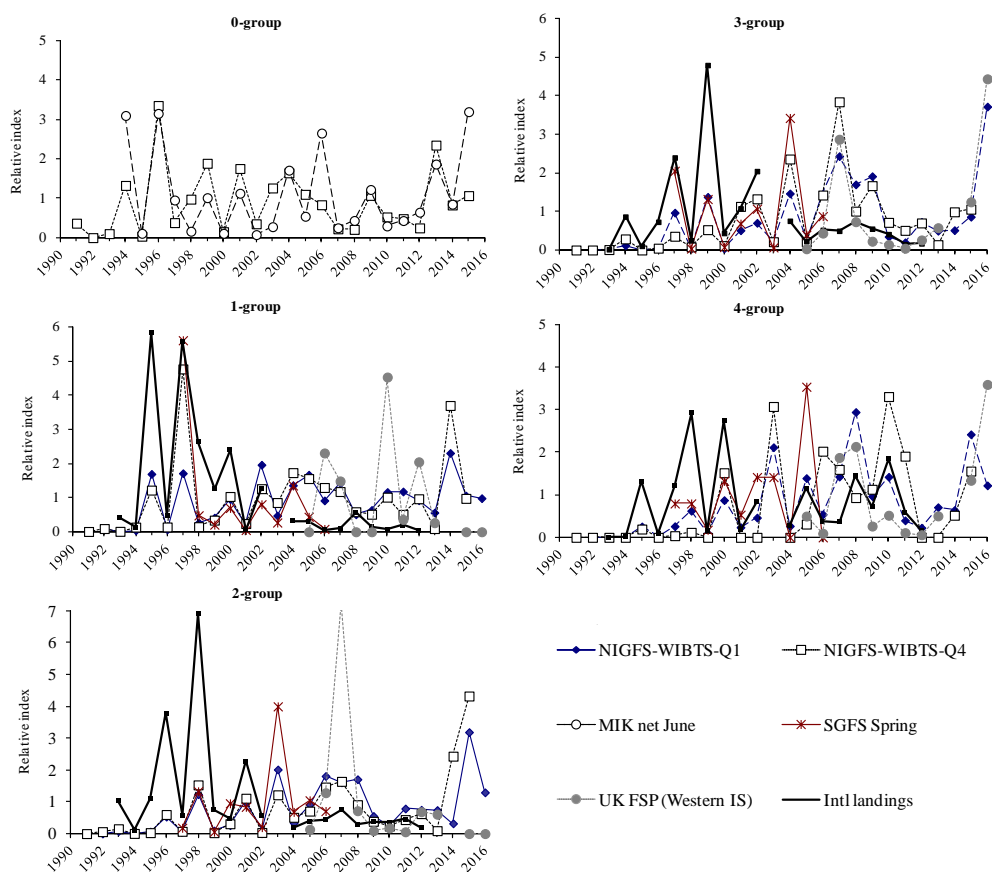 0-group
Relative index
5
4
3
2
1
0
1990 1992 1994 1996 1998 2000 2002 2004 2006 2008 2010 2012 2014 2016
3-group
Relative index
6
5
4
3
2
1
0
1990 1992 1994 1996 1998 2000 2002 2004 2006 2008 2010 2012 2014 2016
1-group
Relative index
6
5
4
3
2
1
0
1990 1992 1994 1996 1998 2000 2002 2004 2006 2008 2010 2012 2014 2016
4-group
Relative index
5
4
3
2
1
0
1990 1992 1994 1996 1998 2000 2002 2004 2006 2008 2010 2012 2014 2016
2-group
Relative index
7
6
5
4
3
2
1
0
1990 1992 1994 1996 1998 2000 2002 2004 2006 2008 2010 2012 2014 2016
NIGFS-WIBTS-Q1 NIGFS-WIBTS-Q4
MIK net June SGFS Spring
UK FSP (Western IS) Intl landings